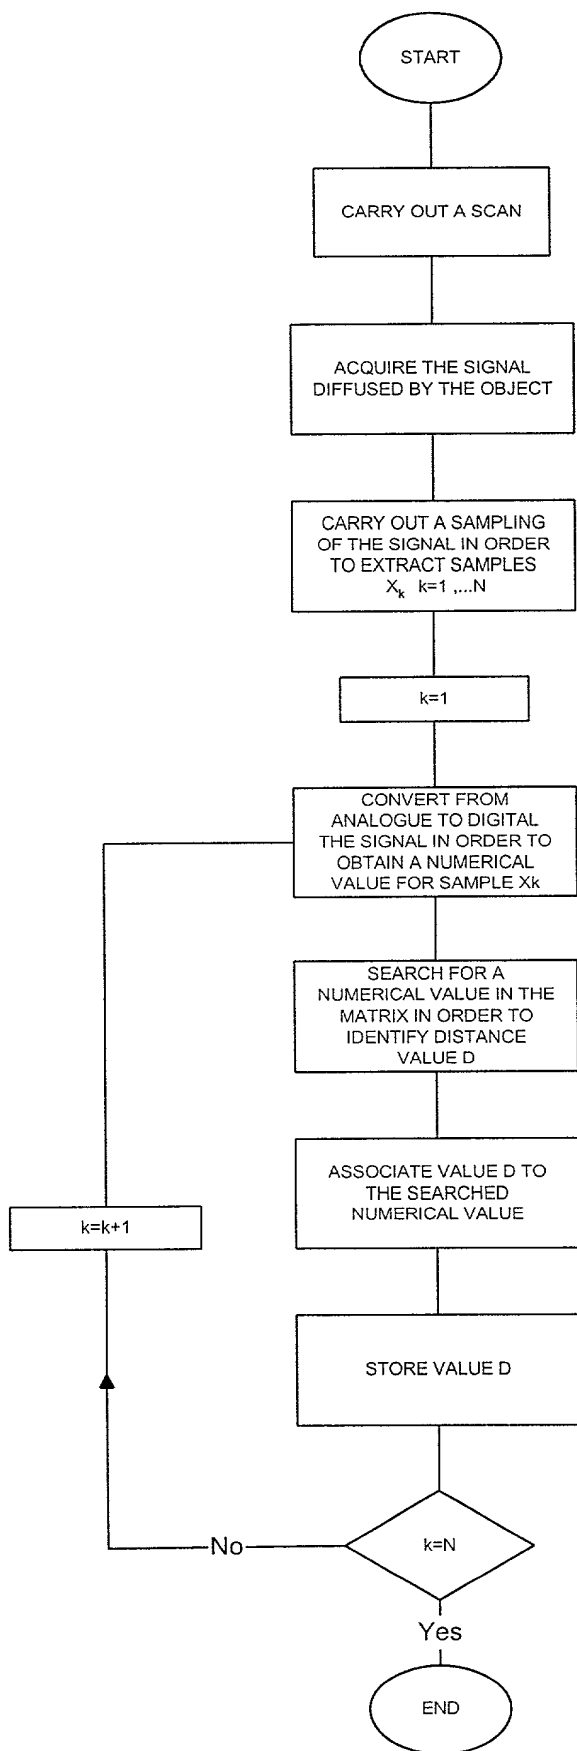 START
CARRY OUT A SCAN
ACQUIRE THE SIGNAL
DIFFUSED BY THE OBJECT
CARRY OUT A SAMPLING
OF THE SIGNAL IN ORDER
TO EXTRACT SAMPLES
Xk k=1 ,...N
k=1
CONVERT FROM
ANALOGUE TO DIGITAL
THE SIGNAL IN ORDER TO
OBTAIN A NUMERICAL
VALUE FOR SAMPLE Xk
SEARCH FOR A
NUMERICAL VALUE IN THE
MATRIX IN ORDER TO
IDENTIFY DISTANCE
VALUE D
ASSOCIATE VALUE D TO
THE SEARCHED
NUMERICAL VALUE
k=k+1
STORE VALUE D
k=N
No
Yes
END